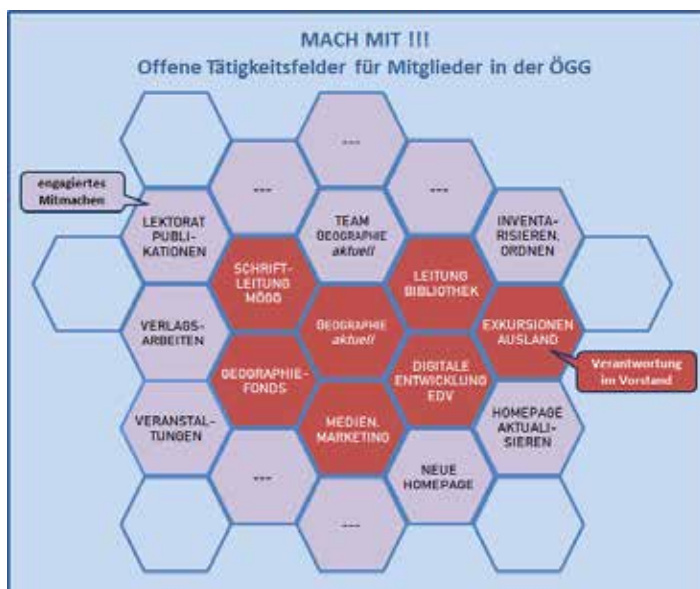 MACH MIT !!!
Offene Tätigkeitsfelder für Mitglieder in der ÖGG
---
---
---
engagiertes
Mitmachen
LEKTORAT
PUBLI-
KATIONEN
TEAM
GEOGRAPHIE
aktuell
INVENTA-
RISIEREN,
ORDNEN
SCHRIFT-
LEITUNG
MÖGG
LEITUNG
BIBLIOTHEK
VERLAGS-
ARBEITEN
GEOGRAPHIE
aktuell
EXKURSIONEN
AUSLAND
GEOGRAPHIE-
FONDS
DIGITALE
ENTWICKLUNG
EDV
Verantwortung
im Vorstand
VERANSTAL-
TUNGEN
MEDIEN,
MARKETING
HOMEPAGE
AKTUALI-
SIEREN
---
NEUE
HOMEPAGE
---